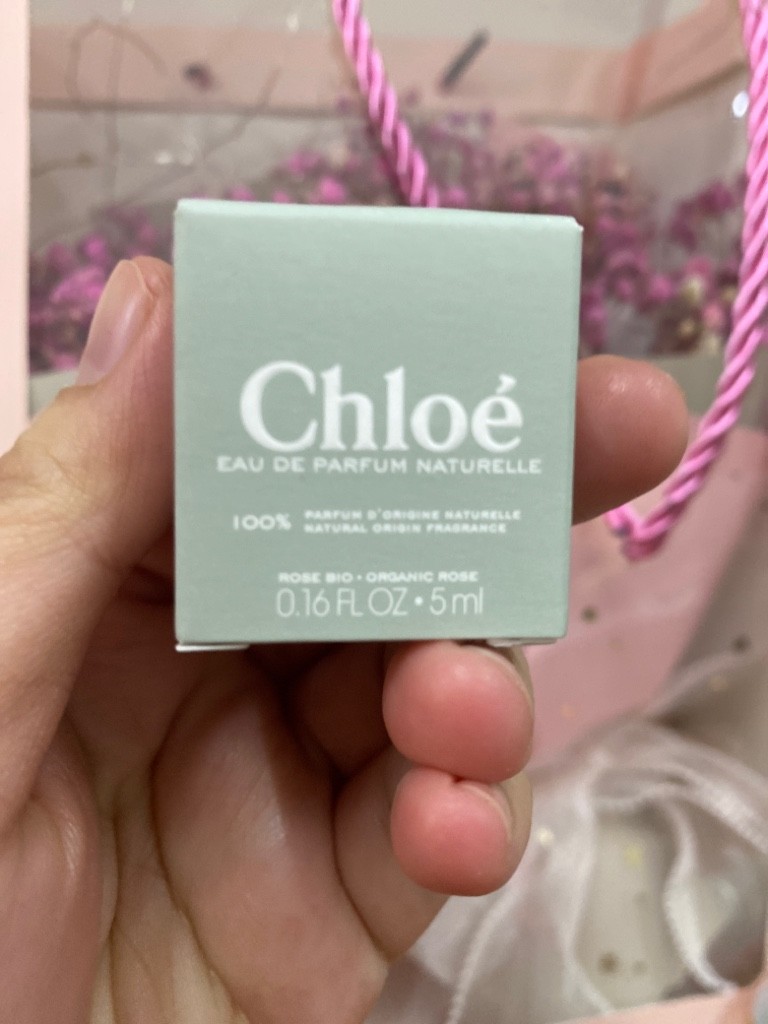 Chloé
EAU DE PARFUM NATURELLE
100% PARFUM D'ORIGINE NATURELLE
NATURAL ORIGIN FRAGRANCE
ROSE BIO • ORGANIC ROSE
0.16 FL OZ • 5 ml